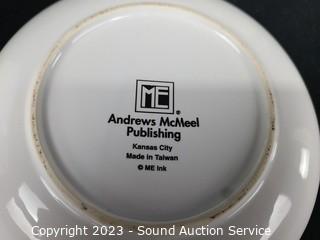 ME
®
Andrews McMeel
Publishing
Kansas City
Made in Taiwan
© ME Ink
Copyright 2023 - Sound Auction Service